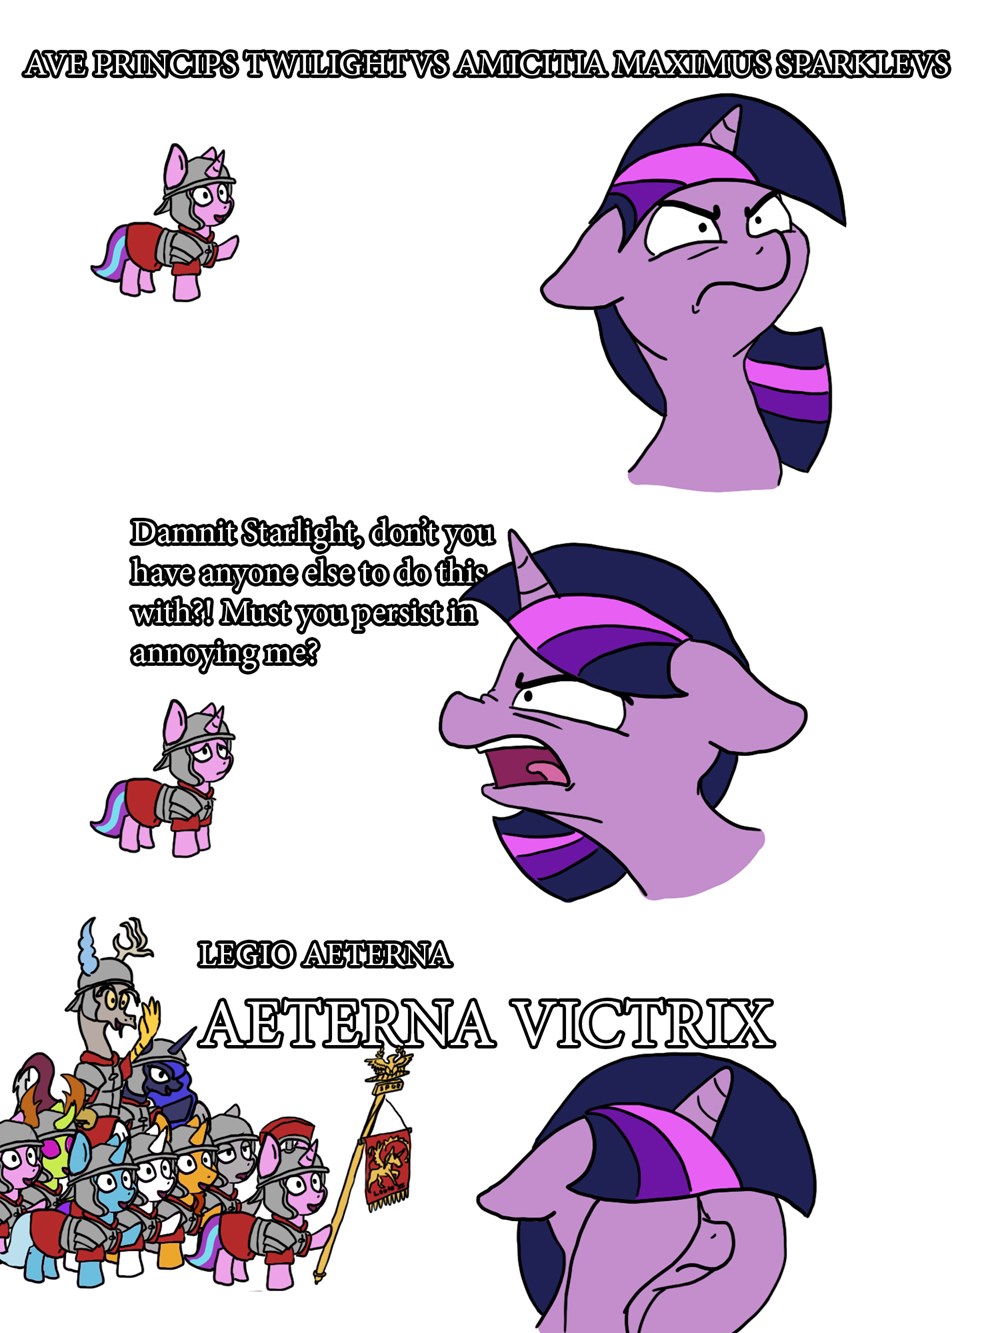 AVE PRINCIPS TWILIGHTVS AMICITIA MAXIMUS SPARKLEVS
Damnit Starlight, don't you
have anyone else to do this
with?! Must you persist in
annoying me?
LEGIO AETERNA
AETERNA VICTRIX